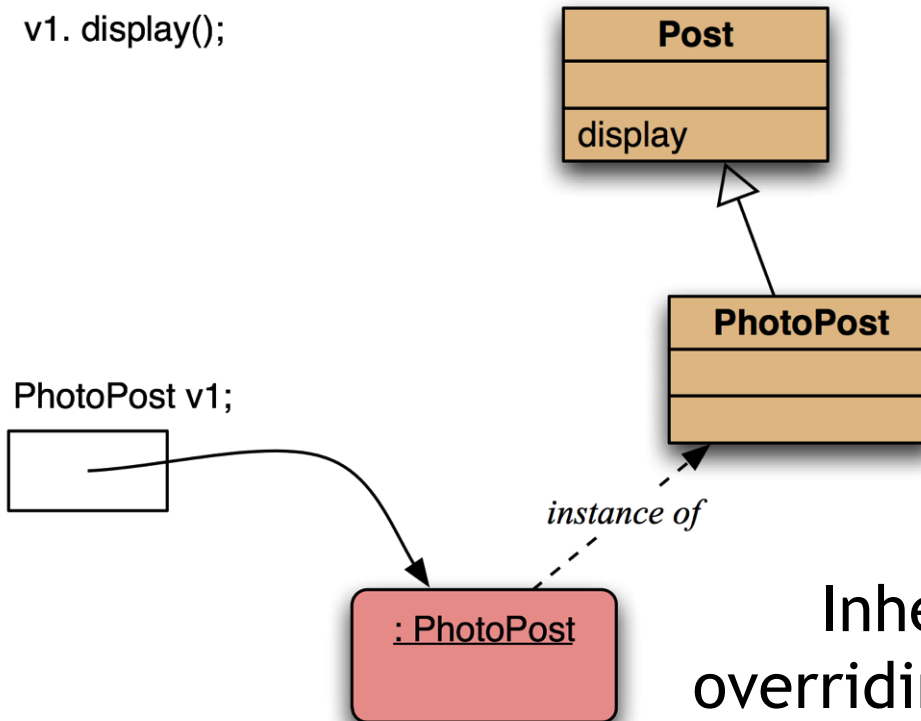 v1. display();
Post
display
PhotoPost
PhotoPost v1;
instance of
: PhotoPost